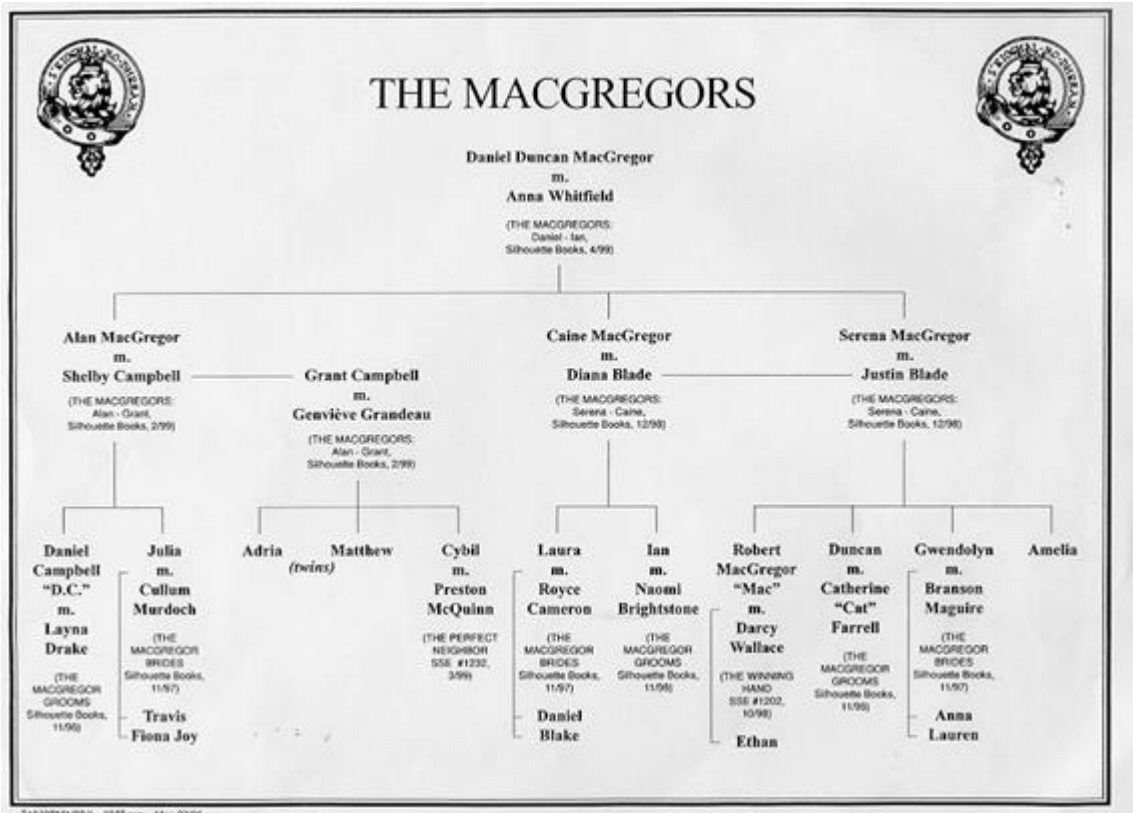 THE MACGREGORS
Daniel Duncan MacGregor
m.
Anna Whitfield
(THE MACGREGORS:
Daniel - Ian,
Silhouette Books, 4/99)
Alan MacGregor
m.
Shelby Campbell
(THE MACGREGORS:
Alan - Grant,
Silhouette Books, 2/99)
Grant Campbell
m.
Genviève Grandeau
(THE MACGREGORS:
Alan - Grant,
Silhouette Books, 2/99)
Caine MacGregor
m.
Diana Blade
(THE MACGREGORS:
Serena - Caine,
Silhouette Books, 12/98)
Serena MacGregor
m.
Justin Blade
(THE MACGREGORS:
Serena - Caine,
Silhouette Books, 12/98)
Daniel
Campbell
“D.C.”
m.
Layna
Drake
(THE
MACGREGOR
GROOMS
Silhouette Books,
11/98)
Julia
m.
Cullum
Murdoch
(THE
MACGREGOR
BRIDES
Silhouette Books,
11/97)
Travis
Fiona Joy
Adria
Matthew
(twins)
Cybil
m.
Preston
McQuinn
(THE PERFECT
NEIGHBOR
SSE #1232,
3/99)
Laura
m.
Royce
Cameron
(THE
MACGREGOR
BRIDES
Silhouette Books,
11/97)
Daniel
Blake
Ian
m.
Naomi
Brightstone
(THE
MACGREGOR
GROOMS
Silhouette Books,
11/98)
Robert
MacGregor
“Mac”
m.
Darcy
Wallace
(THE WINNING
HAND
SSE #1202,
10/98)
Ethan
Duncan
m.
Catherine
“Cat”
Farrell
(THE
MACGREGOR
GROOMS
Silhouette Books,
11/98)
Gwendolyn
m.
Branson
Maguire
(THE
MACGREGOR
BRIDES
Silhouette Books,
11/97)
Anna
Lauren
Amelia